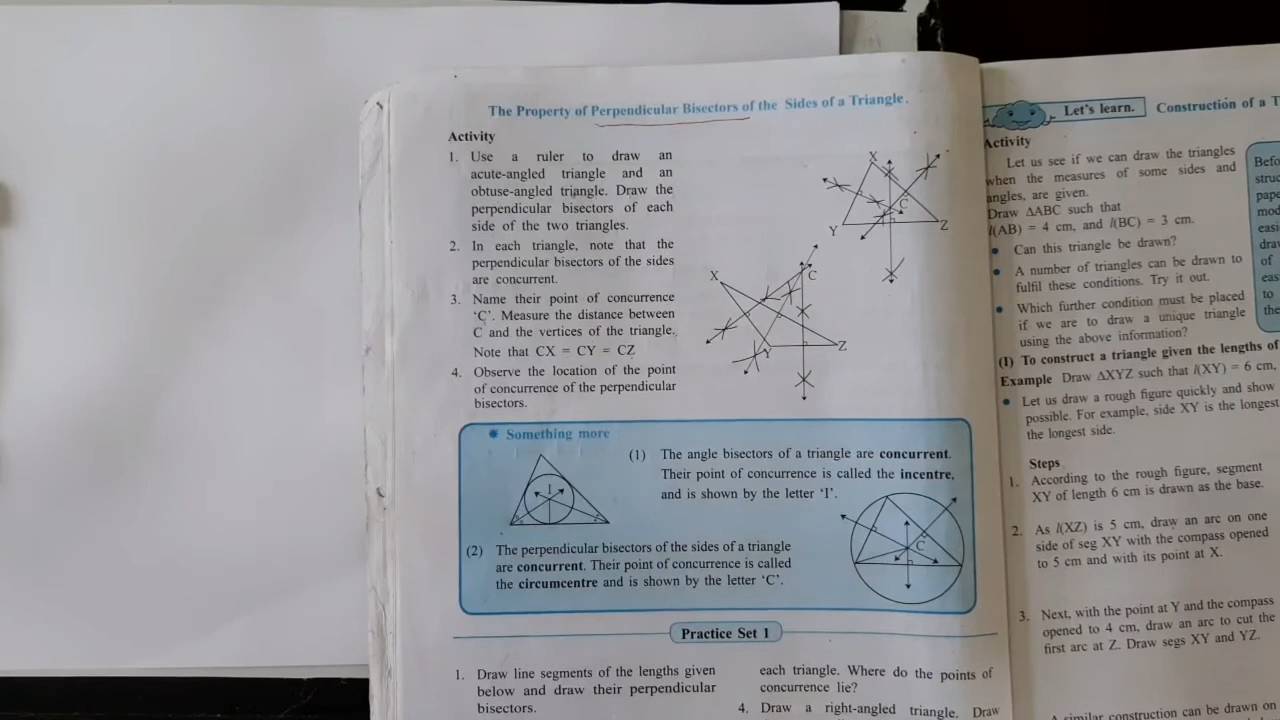 The Property of Perpendicular Bisectors of the Sides of a Triangle.
Activity
1. Use a ruler to draw an
acute-angled triangle and an
obtuse-angled triangle. Draw the
perpendicular bisectors of each
side of the two triangles.
2. In each triangle, note that the
perpendicular bisectors of the sides
are concurrent.
3. Name their point of concurrence
‘C’. Measure the distance between
C and the vertices of the triangle.
Note that CX = CY = CZ
4. Observe the location of the point
of concurrence of the perpendicular
bisectors.
X
C
Y
Z
X
C
Y
Z
* Something more
I
(1) The angle bisectors of a triangle are concurrent.
Their point of concurrence is called the incentre,
and is shown by the letter ‘I’.
(2) The perpendicular bisectors of the sides of a triangle
are concurrent. Their point of concurrence is called
the circumcentre and is shown by the letter ‘C’.
C
Practice Set 1
1. Draw line segments of the lengths given
below and draw their perpendicular
bisectors.
each triangle. Where do the points of
concurrence lie?
4. Draw a right-angled triangle. Draw
Let's learn. Construction of a T
Activity
Let us see if we can draw the triangles
when the measures of some sides and
angles, are given.
Draw ΔABC such that
l(AB) = 4 cm, and l(BC) = 3 cm.
• Can this triangle be drawn?
• A number of triangles can be drawn to
fulfil these conditions. Try it out.
• Which further condition must be placed
if we are to draw a unique triangle
using the above information?
Befo
struc
pape
mod
easi
dra
of
eas
to
the
(1) To construct a triangle given the lengths of
Example Draw ΔXYZ such that l(XY) = 6 cm,
• Let us draw a rough figure quickly and show
possible. For example, side XY is the longest
the longest side.
Steps
1. According to the rough figure, segment
XY of length 6 cm is drawn as the base.
2. As l(XZ) is 5 cm, draw an arc on one
side of seg XY with the compass opened
to 5 cm and with its point at X.
3. Next, with the point at Y and the compass
opened to 4 cm, draw an arc to cut the
first arc at Z. Draw segs XY and YZ.
A similar construction can be drawn on